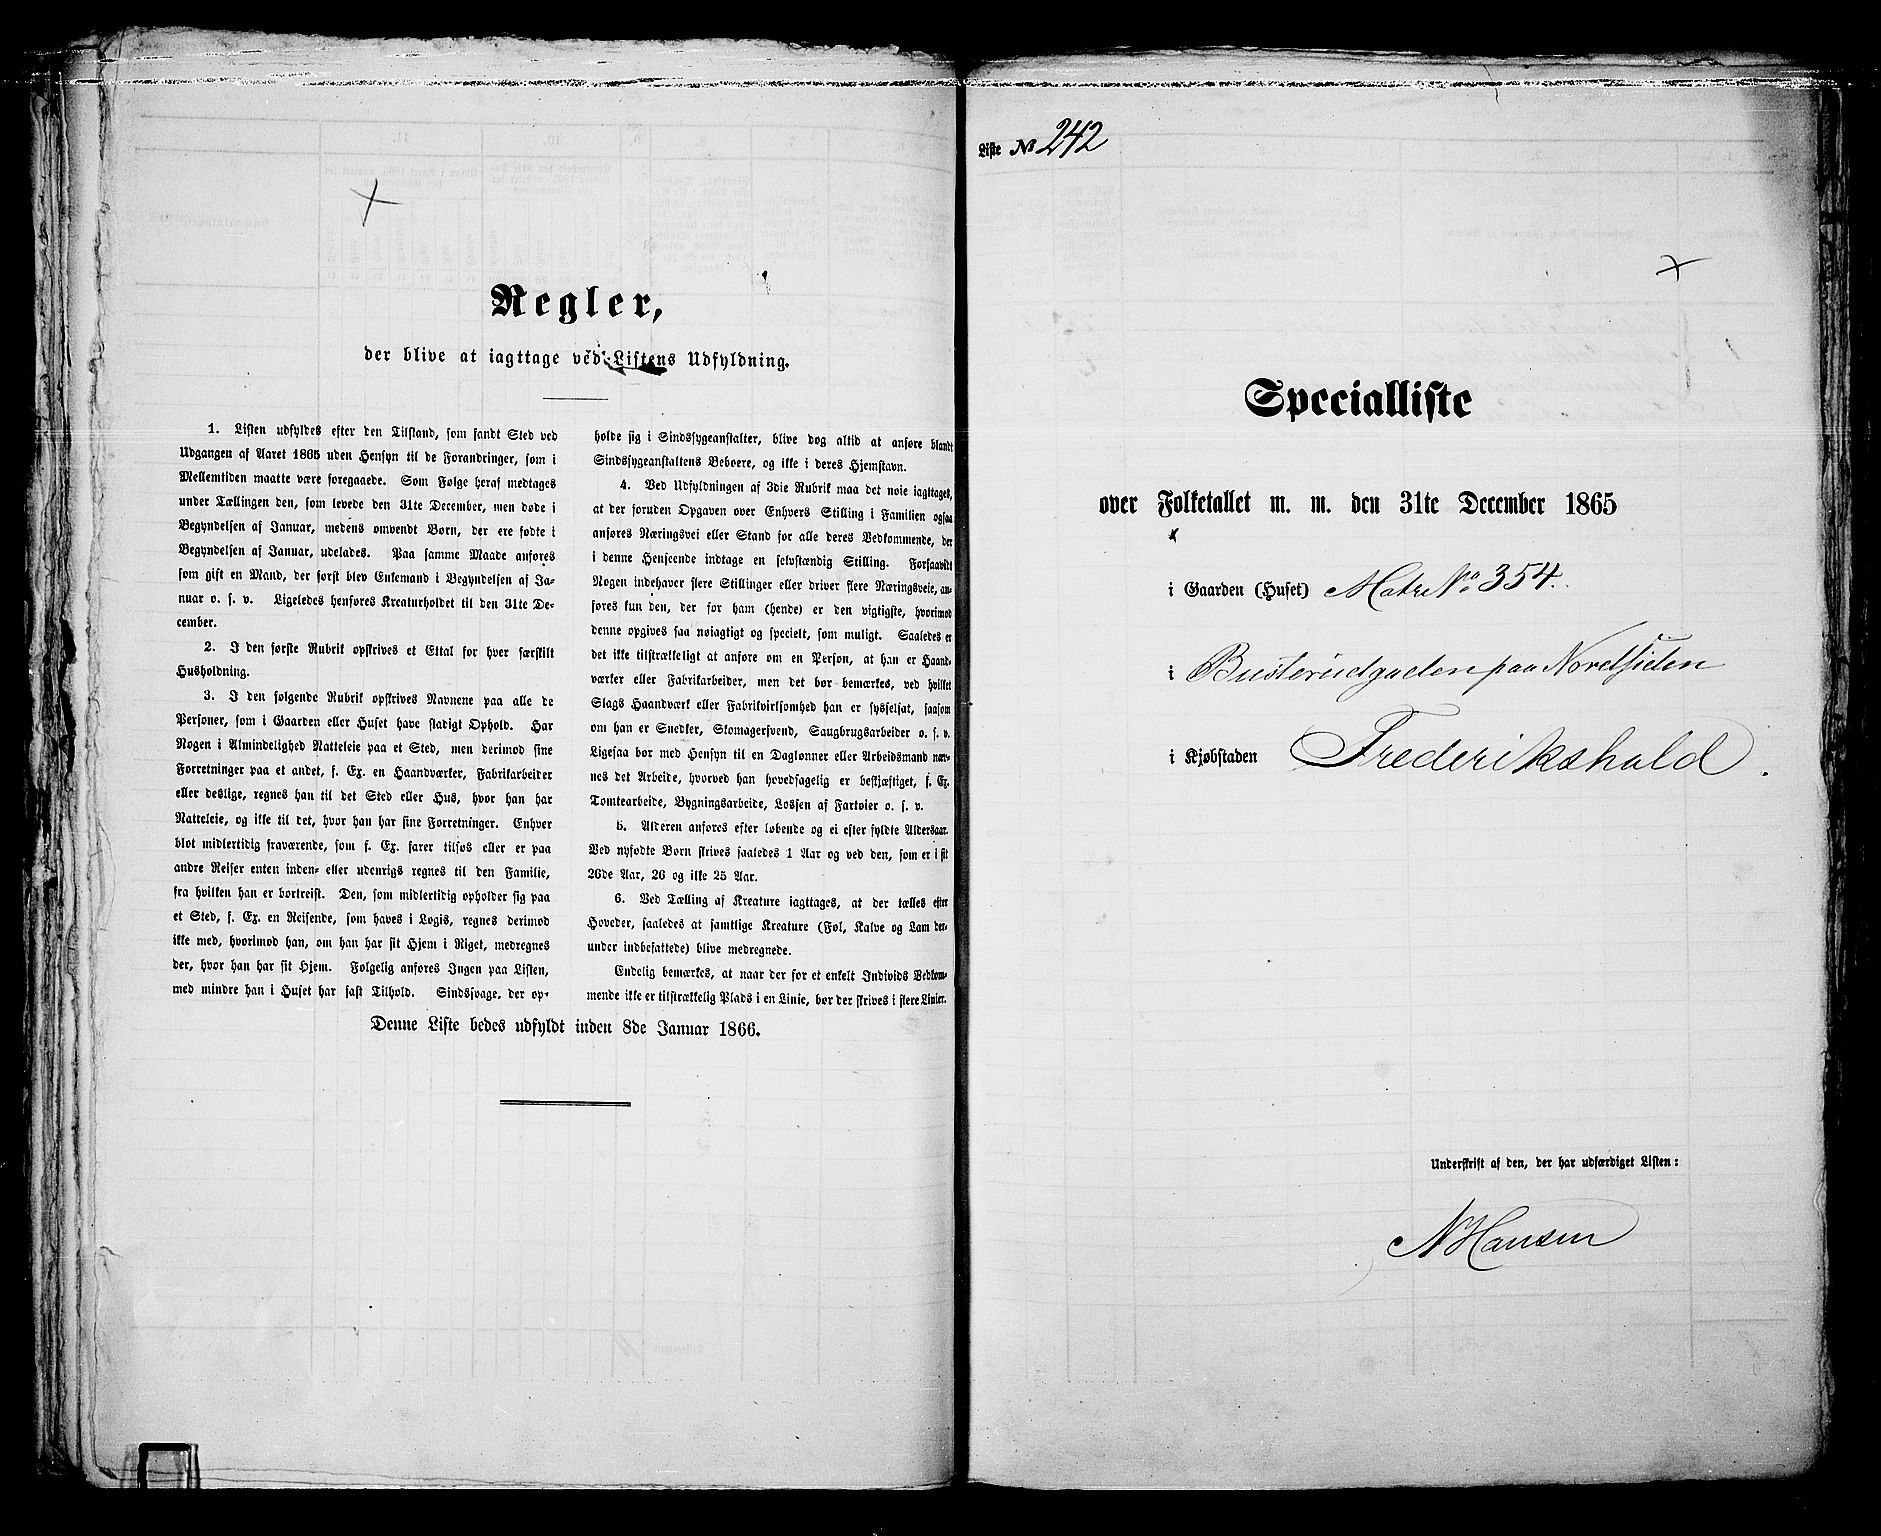 Regler,
der blive at iagttage ved Listens Udfyldning.
1. Listen udfyldes efter den Tilstand, som fandt Sted ved
Udgangen af Aaret 1865 uden Hensyn til de Forandringer, som i
Mellemtiden maatte være foregaaede. Som Følge heraf medtages
under Tællingen den, som levede den 31te December, men døde i
Begyndelsen af Januar, medens omvendt Børn, der ere fødte i
Begyndelsen af Januar, udelades. Paa samme Maade anføres
som gift en Mand, der først blev Enkemand i Begyndelsen af Ja-
nuar o. s. v. Ligeledes henføres Kreaturholdet til den 31te De-
cember.
2. I den første Rubrik opskrives et Ettal for hver særskilt
Husholdning.
3. I den følgende Rubrik opskrives Navnene paa alle de
Personer, som i Gaarden eller Huset have stadigt Ophold. Har
Nogen i Almindelighed Natteleie paa et Sted, men derimod sine
Forretninger paa et andet, f. Ex. en Haandværker, Fabrikarbeider
eller deslige, regnes han til det Sted eller Hus, hvor han har
Natteleie, og ikke til det, hvor han har sine Forretninger. Enhver
blot midlertidig fraværende, som f. Ex. farer tilsøs eller er paa
andre Reiser enten inden- eller udenrigs regnes til den Familie,
fra hvilken han er bortreist. Den, som midlertidig opholder sig paa
et Sted, f. Ex. en Reisende, som haves i Logis, regnes derimod
ikke med, hvorimod han, om han har sit Hjem i Riget, medregnes
der, hvor han har sit Hjem. Følgelig anføres Ingen paa Listen,
med mindre han i Huset har fast Tilhold. Sindssvage, der op-
holde sig i Sindssygeanstalter, blive dog altid at anføre blandt
Sindssygeanstaltens Beboere, og ikke i deres Hjemstavn.
4. Ved Udfyldningen af 3die Rubrik maa det nøie iagttages,
at der foruden Opgaven over Enhvers Stilling i Familien ogsaa
anføres Næringsvei eller Stand for alle deres Vedkommende, der
i denne Henseende indtage en selvstændig Stilling. Forsaavidt
Nogen indehaver flere Stillinger eller driver flere Næringsveie, an-
føres kun den, der for ham (hende) er den vigtigste, hvorimod
denne opgives saa nøiagtigt og specielt, som muligt. Saaledes er
det ikke tilstrækkeligt at anføre om en Person, at han er Haand-
værker eller Fabrikarbeider, men det bør bemærkes, ved hvilket
Slags Haandværk eller Fabrikvirksomhed han er sysselsat, saasom
om han er Snedker, Skomagersvend, Saugbrugsarbeider o. s. v.
Ligesaa bør med Hensyn til en Daglønner eller Arbeidsmand næv-
nes det Arbeide, hvorved han hovedsagelig er beskjæftiget, f. Ex.
Tomtearbeide, Bygningsarbeide, Lossen af Fartøier o. s. v.
5. Alderen anføres efter løbende og ei efter fyldte Aldersaar.
Ved nyfødte Børn skrives saaledes 1 Aar og ved den, som er i sit
26de Aar, 26 og ikke 25 Aar.
6. Ved Tælling af Kreature iagttages, at der tælles efter
Hoveder, saaledes at samtlige Kreature (Føl, Kalve og Lam der-
under indbefattede) blive medregnede.
Endelig bemærkes, at naar der for et enkelt Individs Vedkom-
mende ikke er tilstrækkelig Plads i en Linie, bør der skrives i flere Linier.
Denne Liste bedes udfyldt inden 8de Januar 1866.
Liste No 242
Specialliste
over Folketallet m. m. den 31te December 1865
i Gaarden (Huset) Matr No 354.
i Busterudgaden paa Nordsiden
i Kjøbstaden Frederikshald.
Underskrift af den, der har udfærdiget Listen:
N Hansen